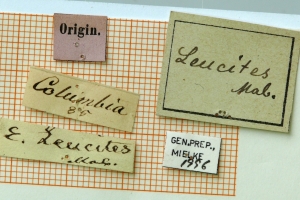 Origin.
Leucites
Mab.
Columbia
E. Leucites
Mab.
GEN.PREP.,
MIELKE
1996